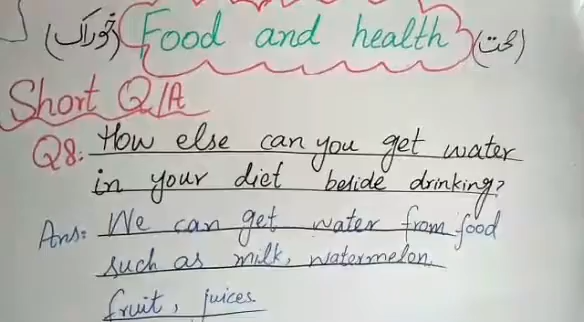 (خوراک) Food and health (صحت)
Short Q/A
Q8: How else can you get water
in your diet beside drinking?
Ans: We can get water from food
such as milk, watermelon.
fruit, juices